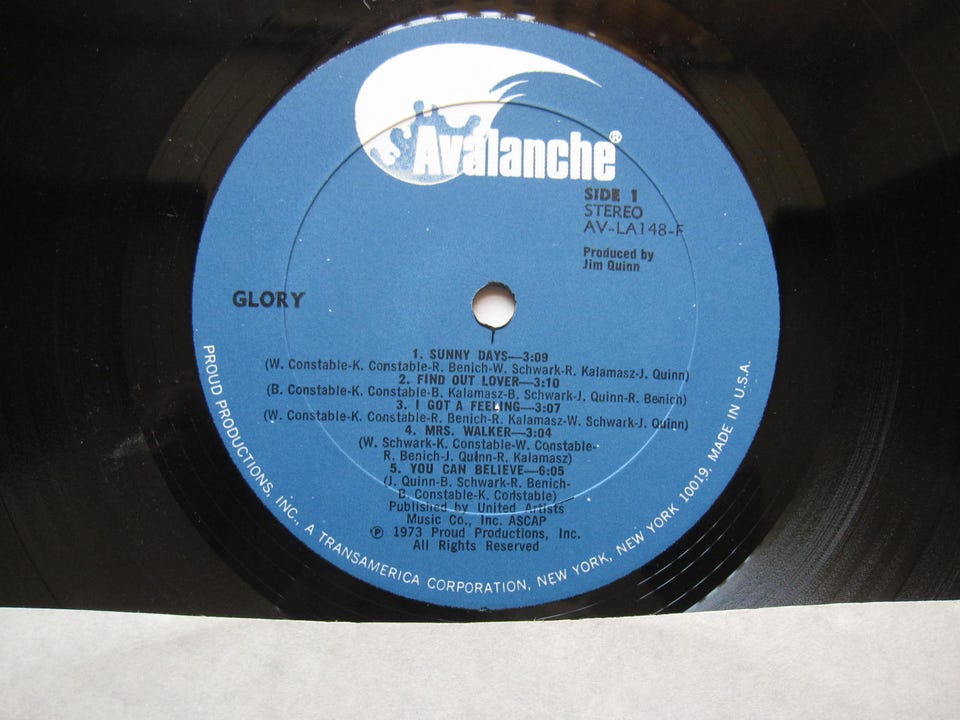 Avalanche®
SIDE 1
STEREO
AV-LA148-F
Produced by
Jim Quinn
GLORY
1. SUNNY DAYS—3:09
(W. Constable-K. Constable-R. Benich-W. Schwark-R. Kalamasz-J. Quinn)
2. FIND OUT LOVER—3:10
(B. Constable-K. Constable-B. Kalamasz-B. Schwark-J. Quinn-R. Benich)
3. I GOT A FEELING—3:07
(W. Constable-K. Constable-R. Benich-R. Kalamasz-W. Schwark-J. Quinn)
4. MRS. WALKER—3:04
(W. Schwark-K. Constable-W. Constable-
R. Benich-J. Quinn-R. Kalamasz)
5. YOU CAN BELIEVE—6:05
(J. Quinn-B. Schwark-R. Benich-
B. Constable-K. Constable)
Published by United Artists
Music Co., Inc. ASCAP
℗ 1973 Proud Productions, Inc.
All Rights Reserved
PROUD PRODUCTIONS, INC., A TRANSAMERICA CORPORATION, NEW YORK, NEW YORK 10019. MADE IN U.S.A.